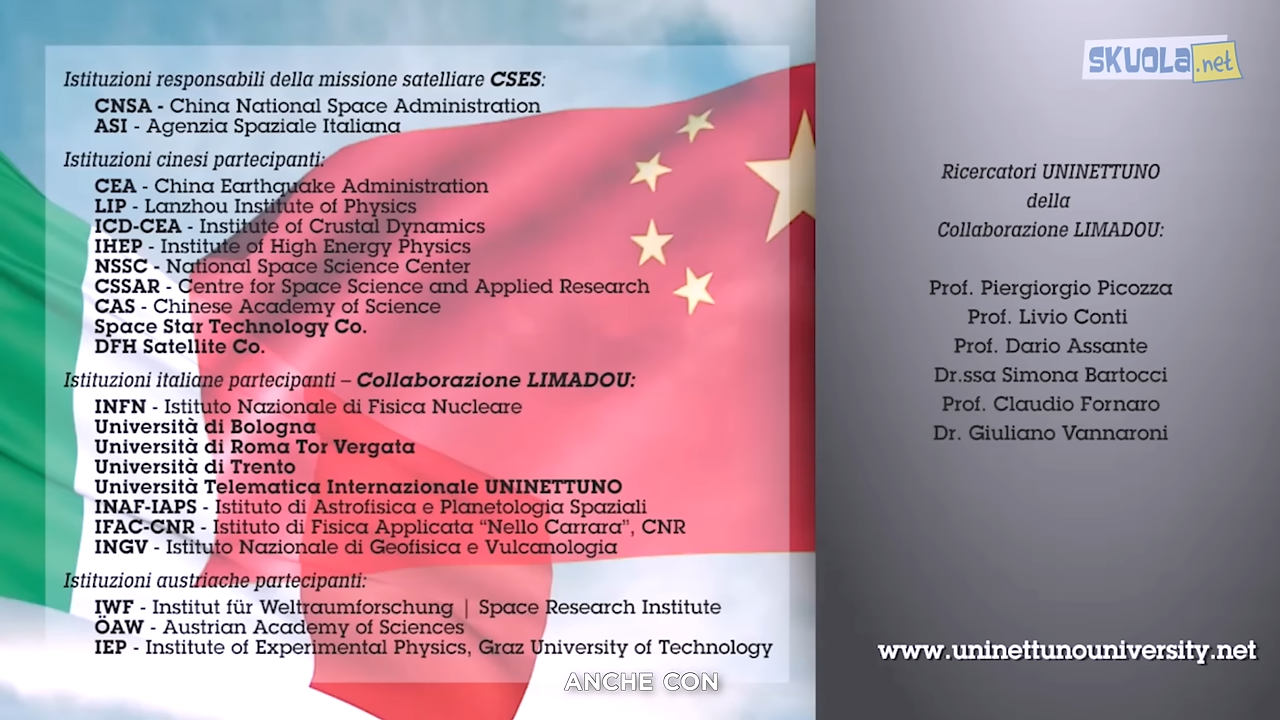 Istituzioni responsabili della missione satelliare CSES:
CNSA - China National Space Administration
ASI - Agenzia Spaziale Italiana
Istituzioni cinesi partecipanti:
CEA - China Earthquake Administration
LIP - Lanzhou Institute of Physics
ICD-CEA - Institute of Crustal Dynamics
IHEP - Institute of High Energy Physics
NSSC - National Space Science Center
CSSAR - Centre for Space Science and Applied Research
CAS - Chinese Academy of Science
Space Star Technology Co.
DFH Satellite Co.
Istituzioni italiane partecipanti – Collaborazione LIMADOU:
INFN - Istituto Nazionale di Fisica Nucleare
Università di Bologna
Università di Roma Tor Vergata
Università di Trento
Università Telematica Internazionale UNINETTUNO
INAF-IAPS - Istituto di Astrofisica e Planetologia Spaziali
IFAC-CNR - Istituto di Fisica Applicata “Nello Carrara”, CNR
INGV - Istituto Nazionale di Geofisica e Vulcanologia
Istituzioni austriache partecipanti:
IWF - Institut für Weltraumforschung | Space Research Institute
ÖAW - Austrian Academy of Sciences
IEP - Institute of Experimental Physics, Graz University of Technology
SKUOLA.net
Ricercatori UNINETTUNO
della
Collaborazione LIMADOU:
Prof. Piergiorgio Picozza
Prof. Livio Conti
Prof. Dario Assante
Dr.ssa Simona Bartocci
Prof. Claudio Fornaro
Dr. Giuliano Vannaroni
www.uninettunouniversity.net
ANCHE CON